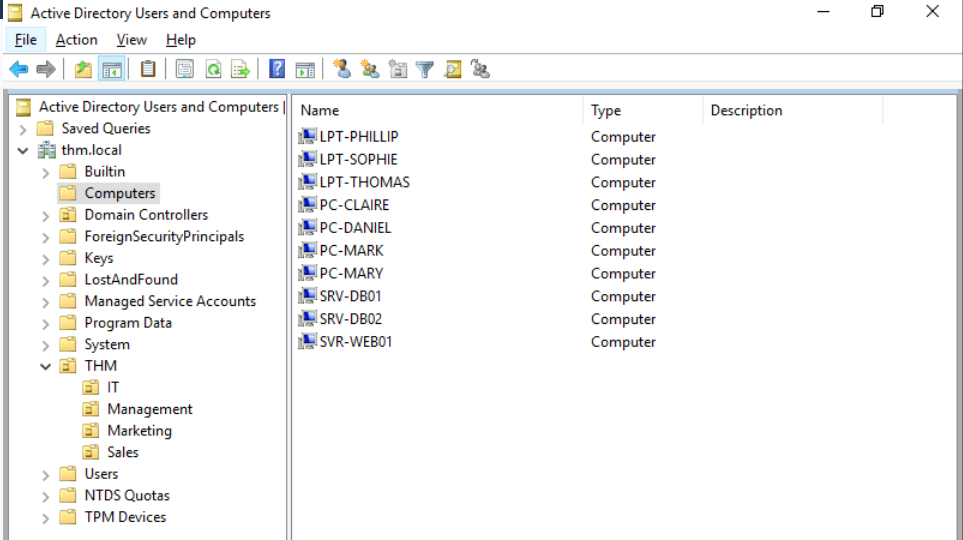 Active Directory Users and Computers
File Action View Help
Active Directory Users and Computers [
Saved Queries
thm.local
Builtin
Computers
Domain Controllers
ForeignSecurityPrincipals
Keys
LostAndFound
Managed Service Accounts
Program Data
System
THM
IT
Management
Marketing
Sales
Users
NTDS Quotas
TPM Devices
Name Type Description
LPT-PHILLIP Computer
LPT-SOPHIE Computer
LPT-THOMAS Computer
PC-CLAIRE Computer
PC-DANIEL Computer
PC-MARK Computer
PC-MARY Computer
SRV-DB01 Computer
SRV-DB02 Computer
SVR-WEB01 Computer